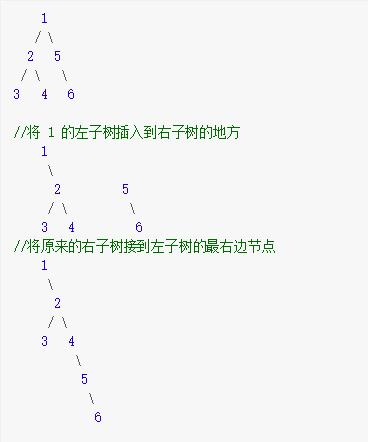 1
   / \
  2   5
 / \   \
3   4   6

//将 1 的左子树插入到右子树的地方
    1
     \
      2         5
     / \         \
    3   4         6
//将原来的右子树接到左子树的最右边节点
    1
     \
      2
     / \
    3   4
         \
          5
           \
            6